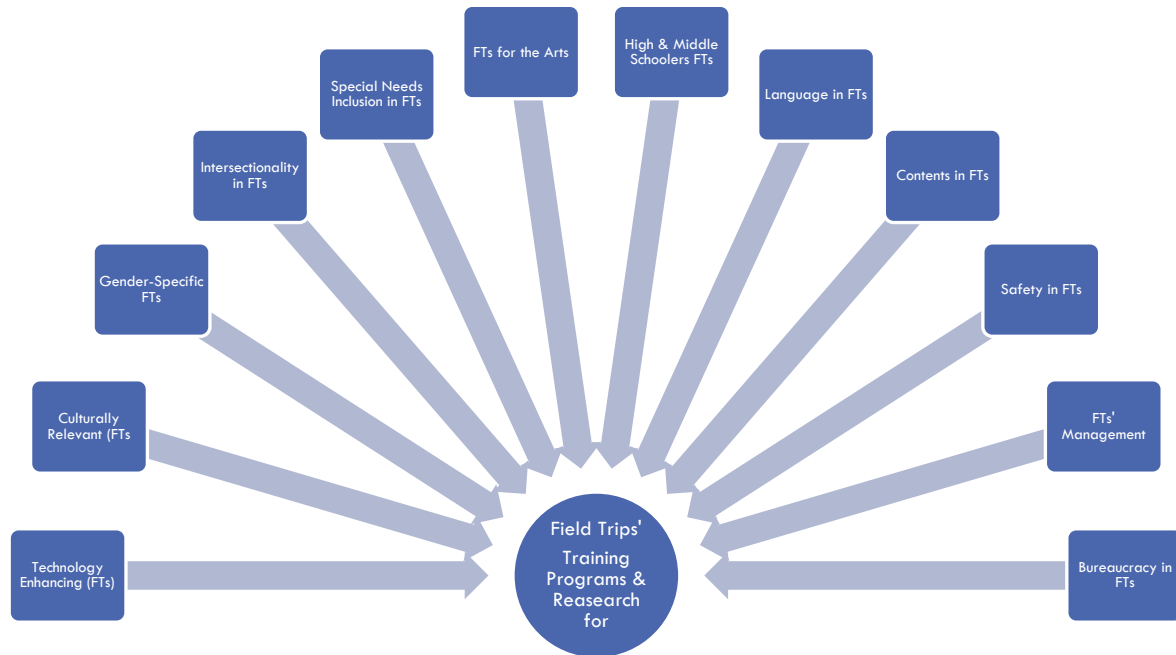 FTs for the Arts
High & Middle
Schoolers FTs
Special Needs
Inclusion in FTs
Language in FTs
Intersectionality
in FTs
Contents in FTs
Gender-Specific
FTs
Safety in FTs
Culturally
Relevant (FTs
FTs'
Management
Technology
Enhancing (FTs)
Field Trips'
Training
Programs &
Reasearch
for
Bureaucracy in
FTs